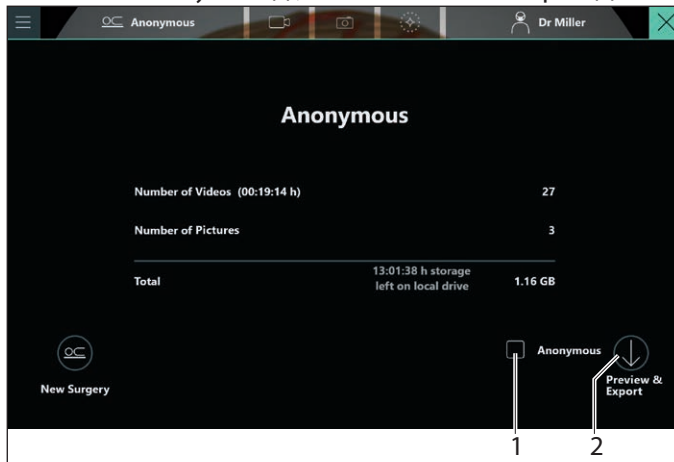 Anonymous
Dr Miller
Anonymous
Number of Videos (00:19:14 h) 27
Number of Pictures 3
Total 13:01:38 h storage left on local drive 1.16 GB
Anonymous
New Surgery
Preview &
Export
1 2